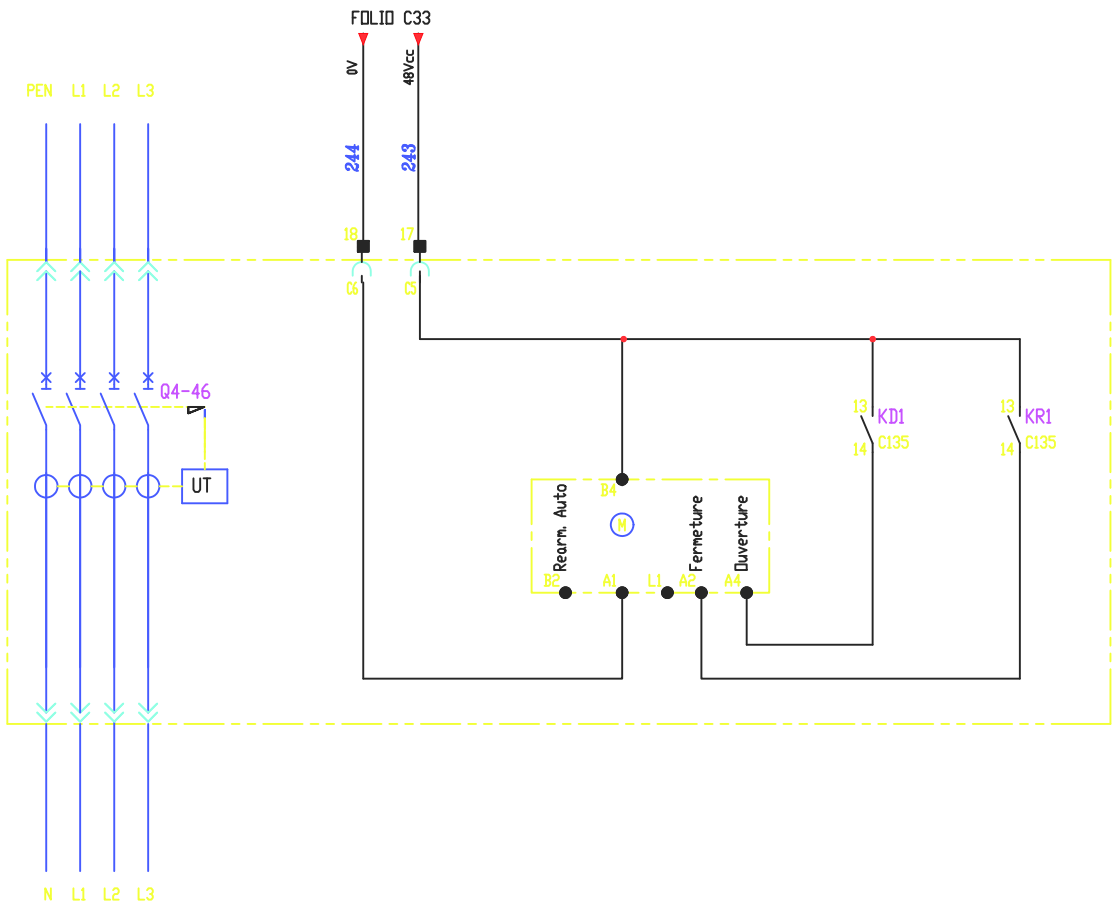 FOLIO C33
0V
48Vcc
PEN L1 L2 L3
244
243
18
17
C6
C5
Q4-46
13
KD1
13
KR1
14
C135
14
C135
UT
B4
Rearm. Auto
M
Fermeture
Ouverture
B2
A1
L1
A2
A4
N L1 L2 L3